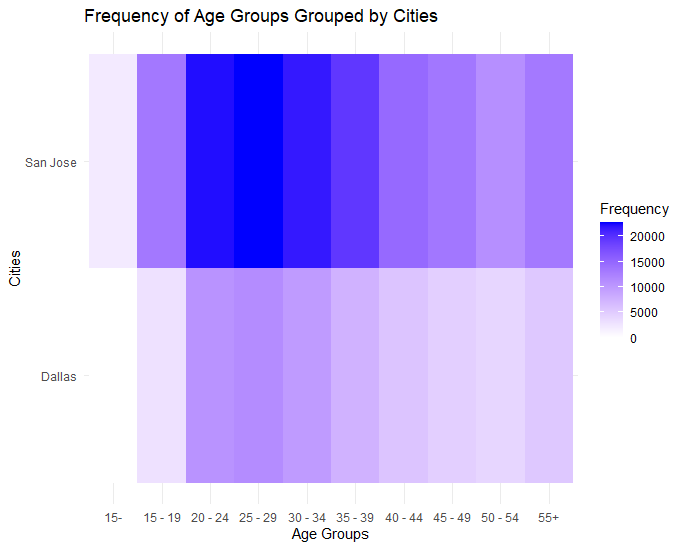 Frequency of Age Groups Grouped by Cities
San Jose
Dallas
Cities
15-
15 - 19
20 - 24
25 - 29
30 - 34
35 - 39
40 - 44
45 - 49
50 - 54
55+
Age Groups
Frequency
20000
15000
10000
5000
0